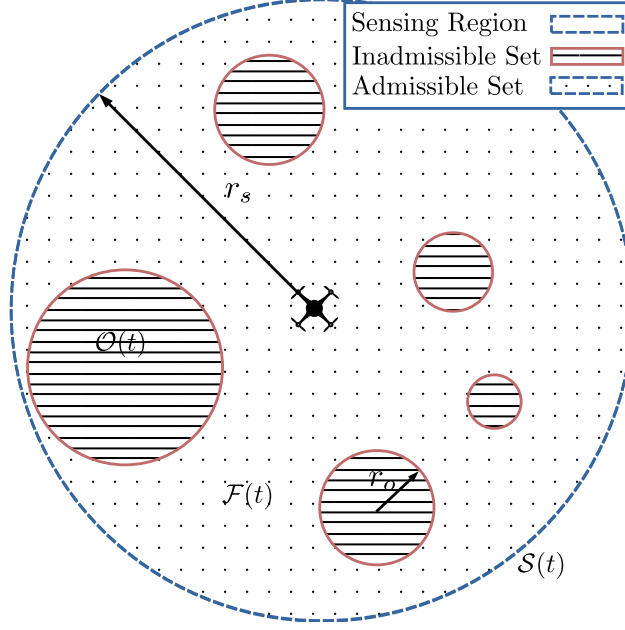 Sensing Region
Inadmissible Set
Admissible Set
r_s
𝒪(t)
r_o
ℱ(t)
𝒮(t)